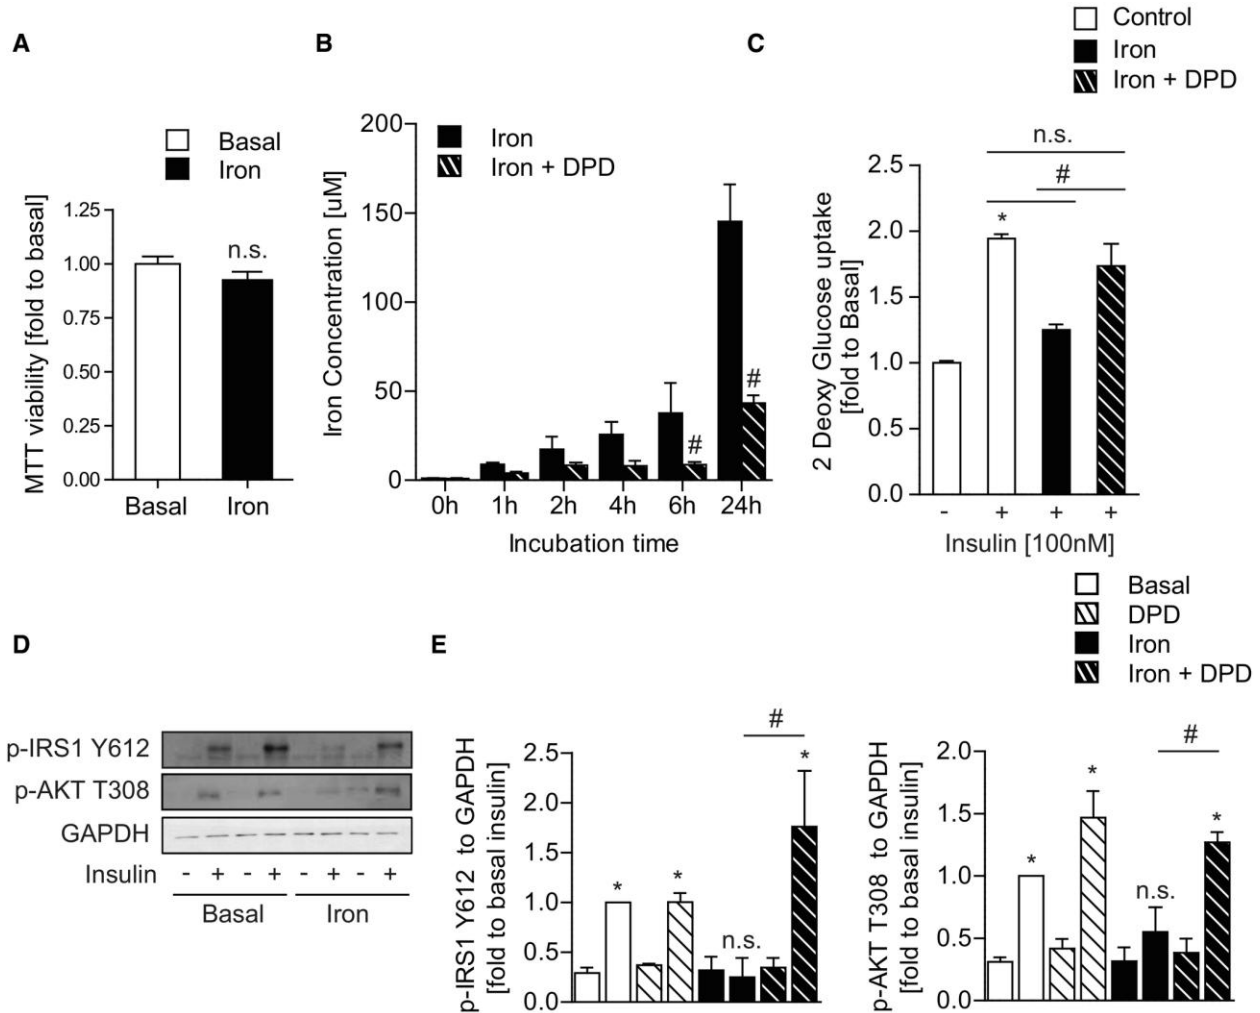 A
Basal
Iron
MTT viability [fold to basal]
1.25
1.00
0.75
0.50
0.25
0.00
n.s.
Basal
Iron
B
Iron
Iron + DPD
Iron Concentration [uM]
200
150
100
50
0
#
#
0h
1h
2h
4h
6h
24h
Incubation time
C
Control
Iron
Iron + DPD
2 Deoxy Glucose uptake
[fold to Basal]
2.5
2.0
1.5
1.0
0.5
0.0
n.s.
#
*
- + + +
Insulin [100nM]
D
p-IRS1 Y612
p-AKT T308
GAPDH
Insulin - + - + - + - +
Basal
Iron
E
Basal
DPD
Iron
Iron + DPD
p-IRS1 Y612 to GAPDH
[fold to basal insulin]
2.5
2.0
1.5
1.0
0.5
0.0
*
*
n.s.
*
#
p-AKT T308 to GAPDH
[fold to basal insulin]
2.0
1.5
1.0
0.5
0.0
*
*
n.s.
*
#